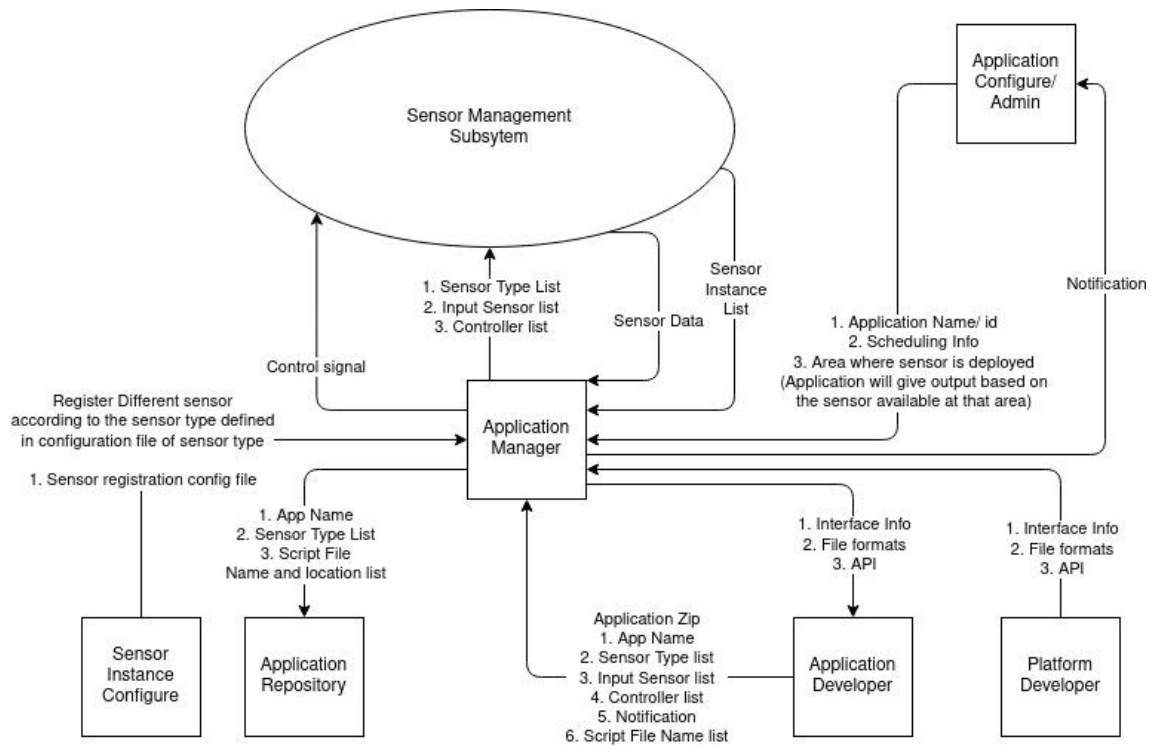 Sensor Management
Subsytem
Application
Configure/
Admin
Sensor
Instance
List
Notification
1. Sensor Type List
2. Input Sensor list
3. Controller list
Sensor Data
1. Application Name/ id
2. Scheduling Info
3. Area where sensor is deployed
(Application will give output based on
the sensor available at that area)
Control signal
Register Different sensor
according to the sensor type defined
in configuration file of sensor type
Application
Manager
1. Sensor registration config file
1. App Name
2. Sensor Type List
3. Script File
Name and location list
1. Interface Info
2. File formats
3. API
1. Interface Info
2. File formats
3. API
Sensor
Instance
Configure
Application
Repository
Application Zip
1. App Name
2. Sensor Type list
3. Input Sensor list
4. Controller list
5. Notification
6. Script File Name list
Application
Developer
Platform
Developer